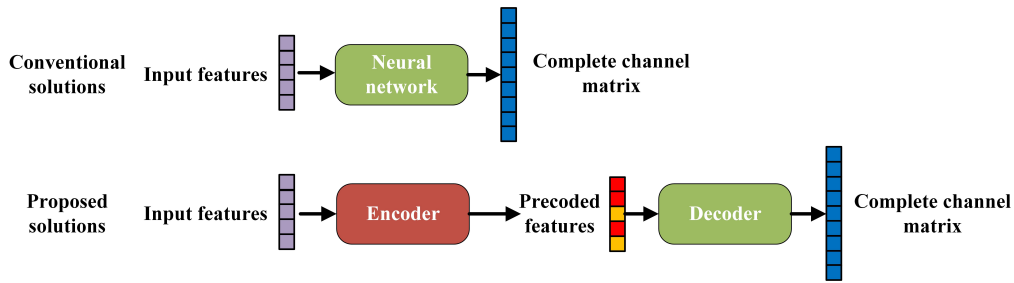 Conventional
solutions
Input features
Neural
network
Complete channel
matrix
Proposed
solutions
Input features
Encoder
Precoded
features
Decoder
Complete channel
matrix